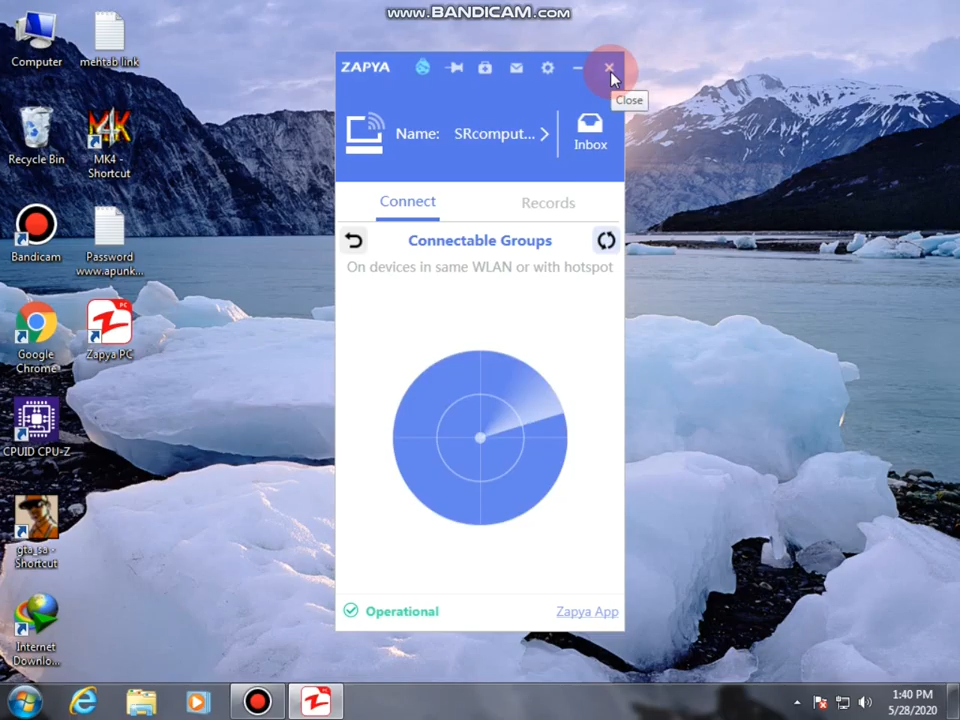 www.BANDICAM.com
Computer
mehtab link
Recycle Bin
MK4 -
Shortcut
Bandicam
Password
www.apunk...
Google
Chrome
Zapya PC
CPUID CPU-Z
gta_sa -
Shortcut
Internet
Downlo...
ZAPYA
Close
Name: SRcomput...
Inbox
Connect
Records
Connectable Groups
On devices in same WLAN or with hotspot
Operational
Zapya App
1:40 PM
5/28/2020